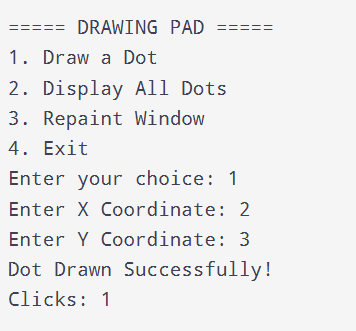 ===== DRAWING PAD =====
1. Draw a Dot
2. Display All Dots
3. Repaint Window
4. Exit
Enter your choice: 1
Enter X Coordinate: 2
Enter Y Coordinate: 3
Dot Drawn Successfully!
Clicks: 1